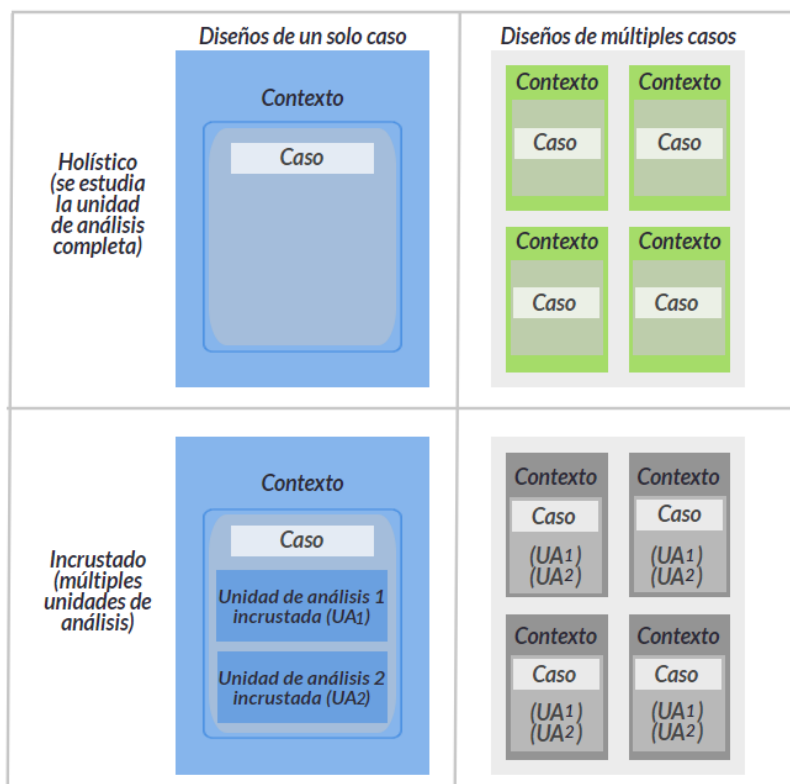 Diseños de un solo caso
Diseños de múltiples casos
Holístico
(se estudia
la unidad
de análisis
completa)
Contexto
Caso
Contexto
Caso
Contexto
Caso
Contexto
Caso
Contexto
Caso
Incrustado
(múltiples
unidades de
análisis)
Contexto
Caso
Unidad de análisis 1
incrustada (UA1)
Unidad de análisis 2
incrustada (UA2)
Contexto
Caso
(UA1)
(UA2)
Contexto
Caso
(UA1)
(UA2)
Contexto
Caso
(UA1)
(UA2)
Contexto
Caso
(UA1)
(UA2)